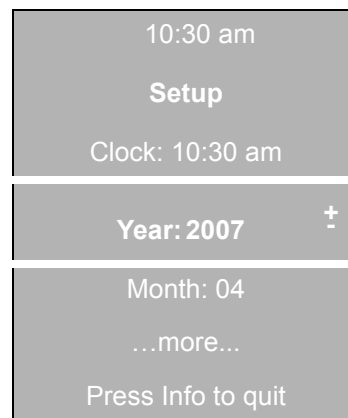 10:30 am
Setup
Clock: 10:30 am
Year: 2007 +
-
Month: 04
…more...
Press Info to quit